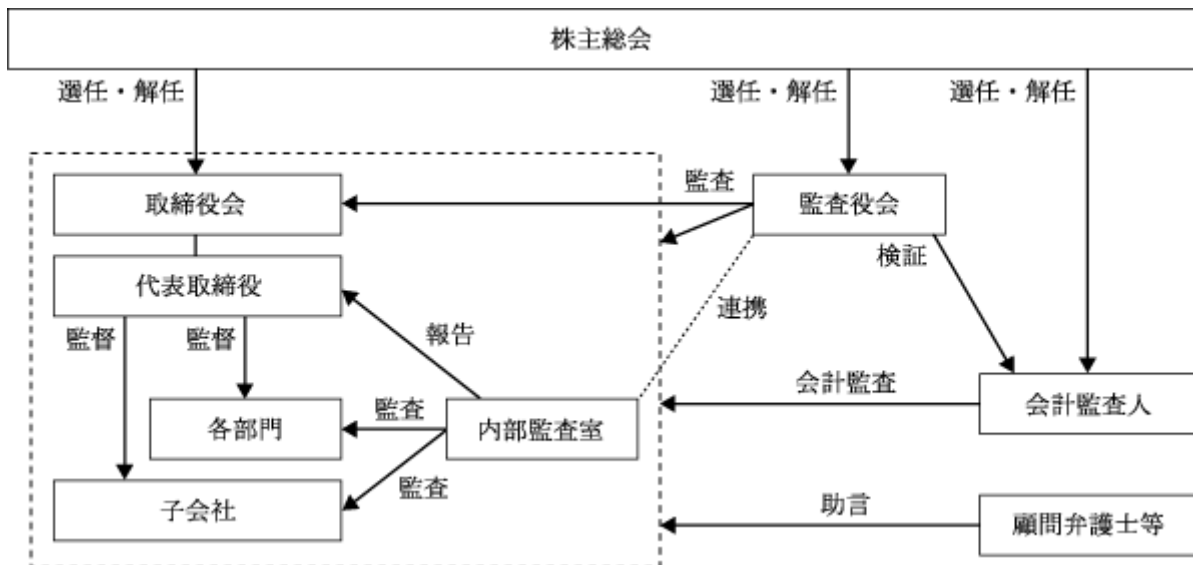 株主総会
選任・解任
選任・解任
選任・解任
取締役会
監査
監査役会
検証
代表取締役
連携
監督
監督
報告
会計監査
会計監査人
各部門
監査
内部監査室
監査
子会社
助言
顧問弁護士等